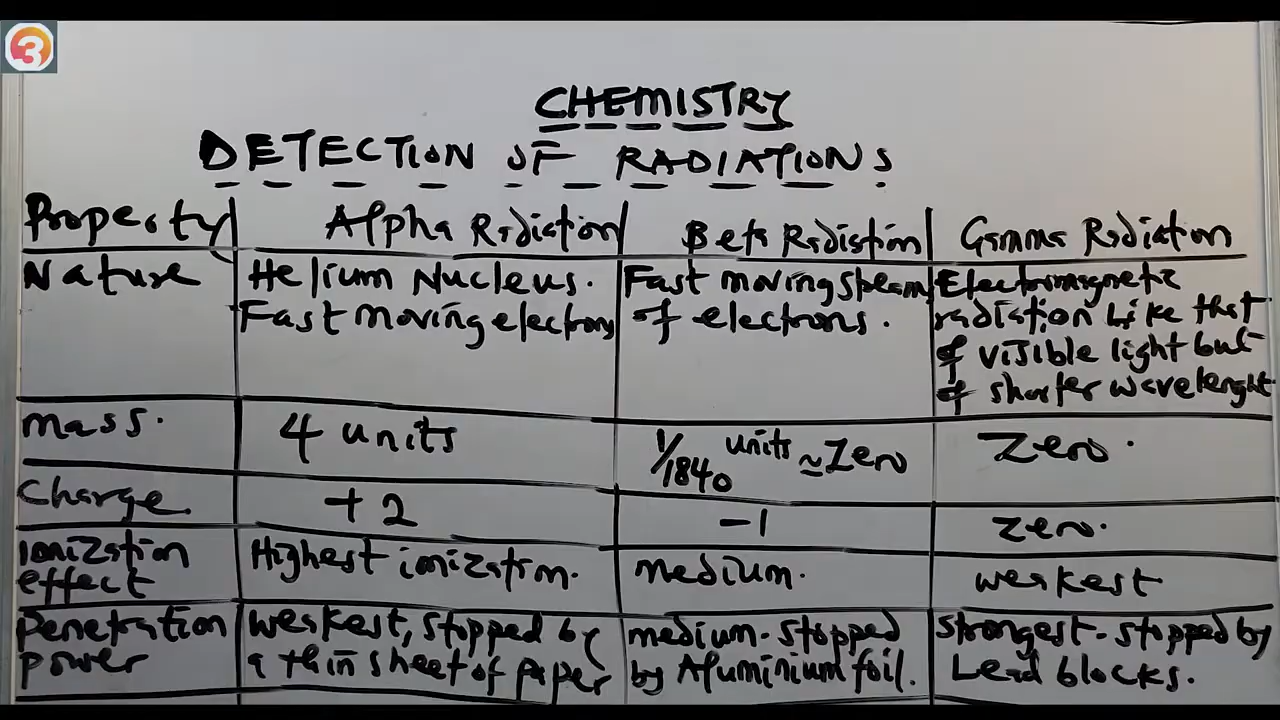 3
CHEMISTRY
DETECTION OF RADIATIONS
Property Alpha Radiation Beta Radiation Gamma Radiation
Nature Helium Nucleus. Fast moving stream Electromagnetic
Fast moving electrons of electrons. radiation Like that
of visible light but
of shorter wavelenght
mass. 4 units 1/1840 units ≈ Zero Zero.
Charge. +2 -1 zero.
Ionization Highest ionization. medium. weakest
effect
Penetration weakest, stopped by medium. stopped strongest. stopped by
power a thin sheet of paper by Aluminium foil. Lead blocks.